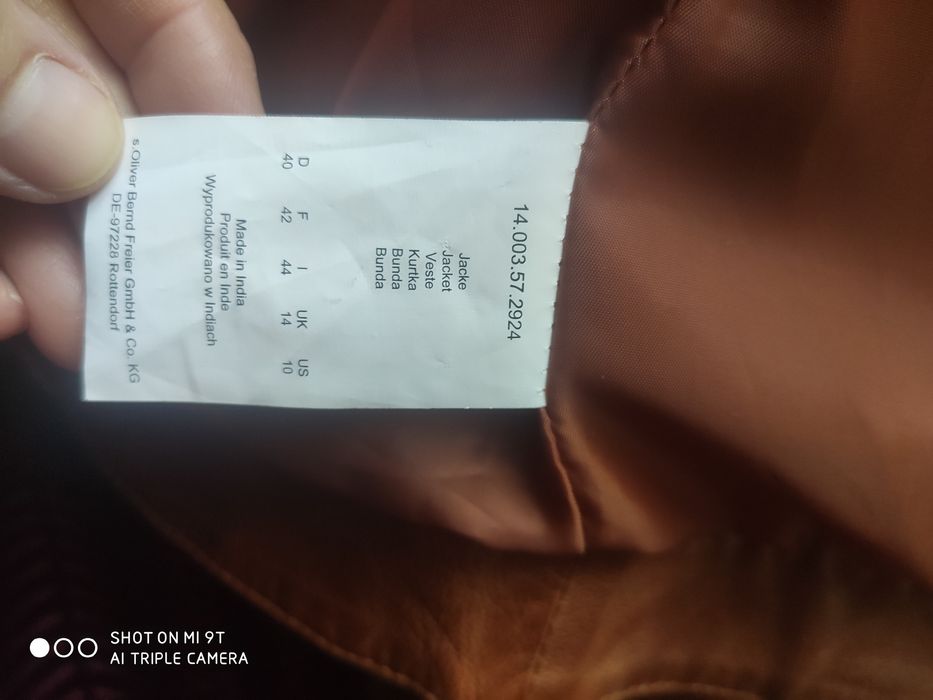 14.003.57.2924
Jacke
Jacket
Veste
Kurtka
Bunda
Bunda
D F I UK US
40 42 44 14 10
Made in India
Produit en Inde
Wyprodukowano w Indiach
s.Oliver Bernd Freier GmbH & Co. KG
DE-97228 Rottendorf
SHOT ON MI 9T
AI TRIPLE CAMERA